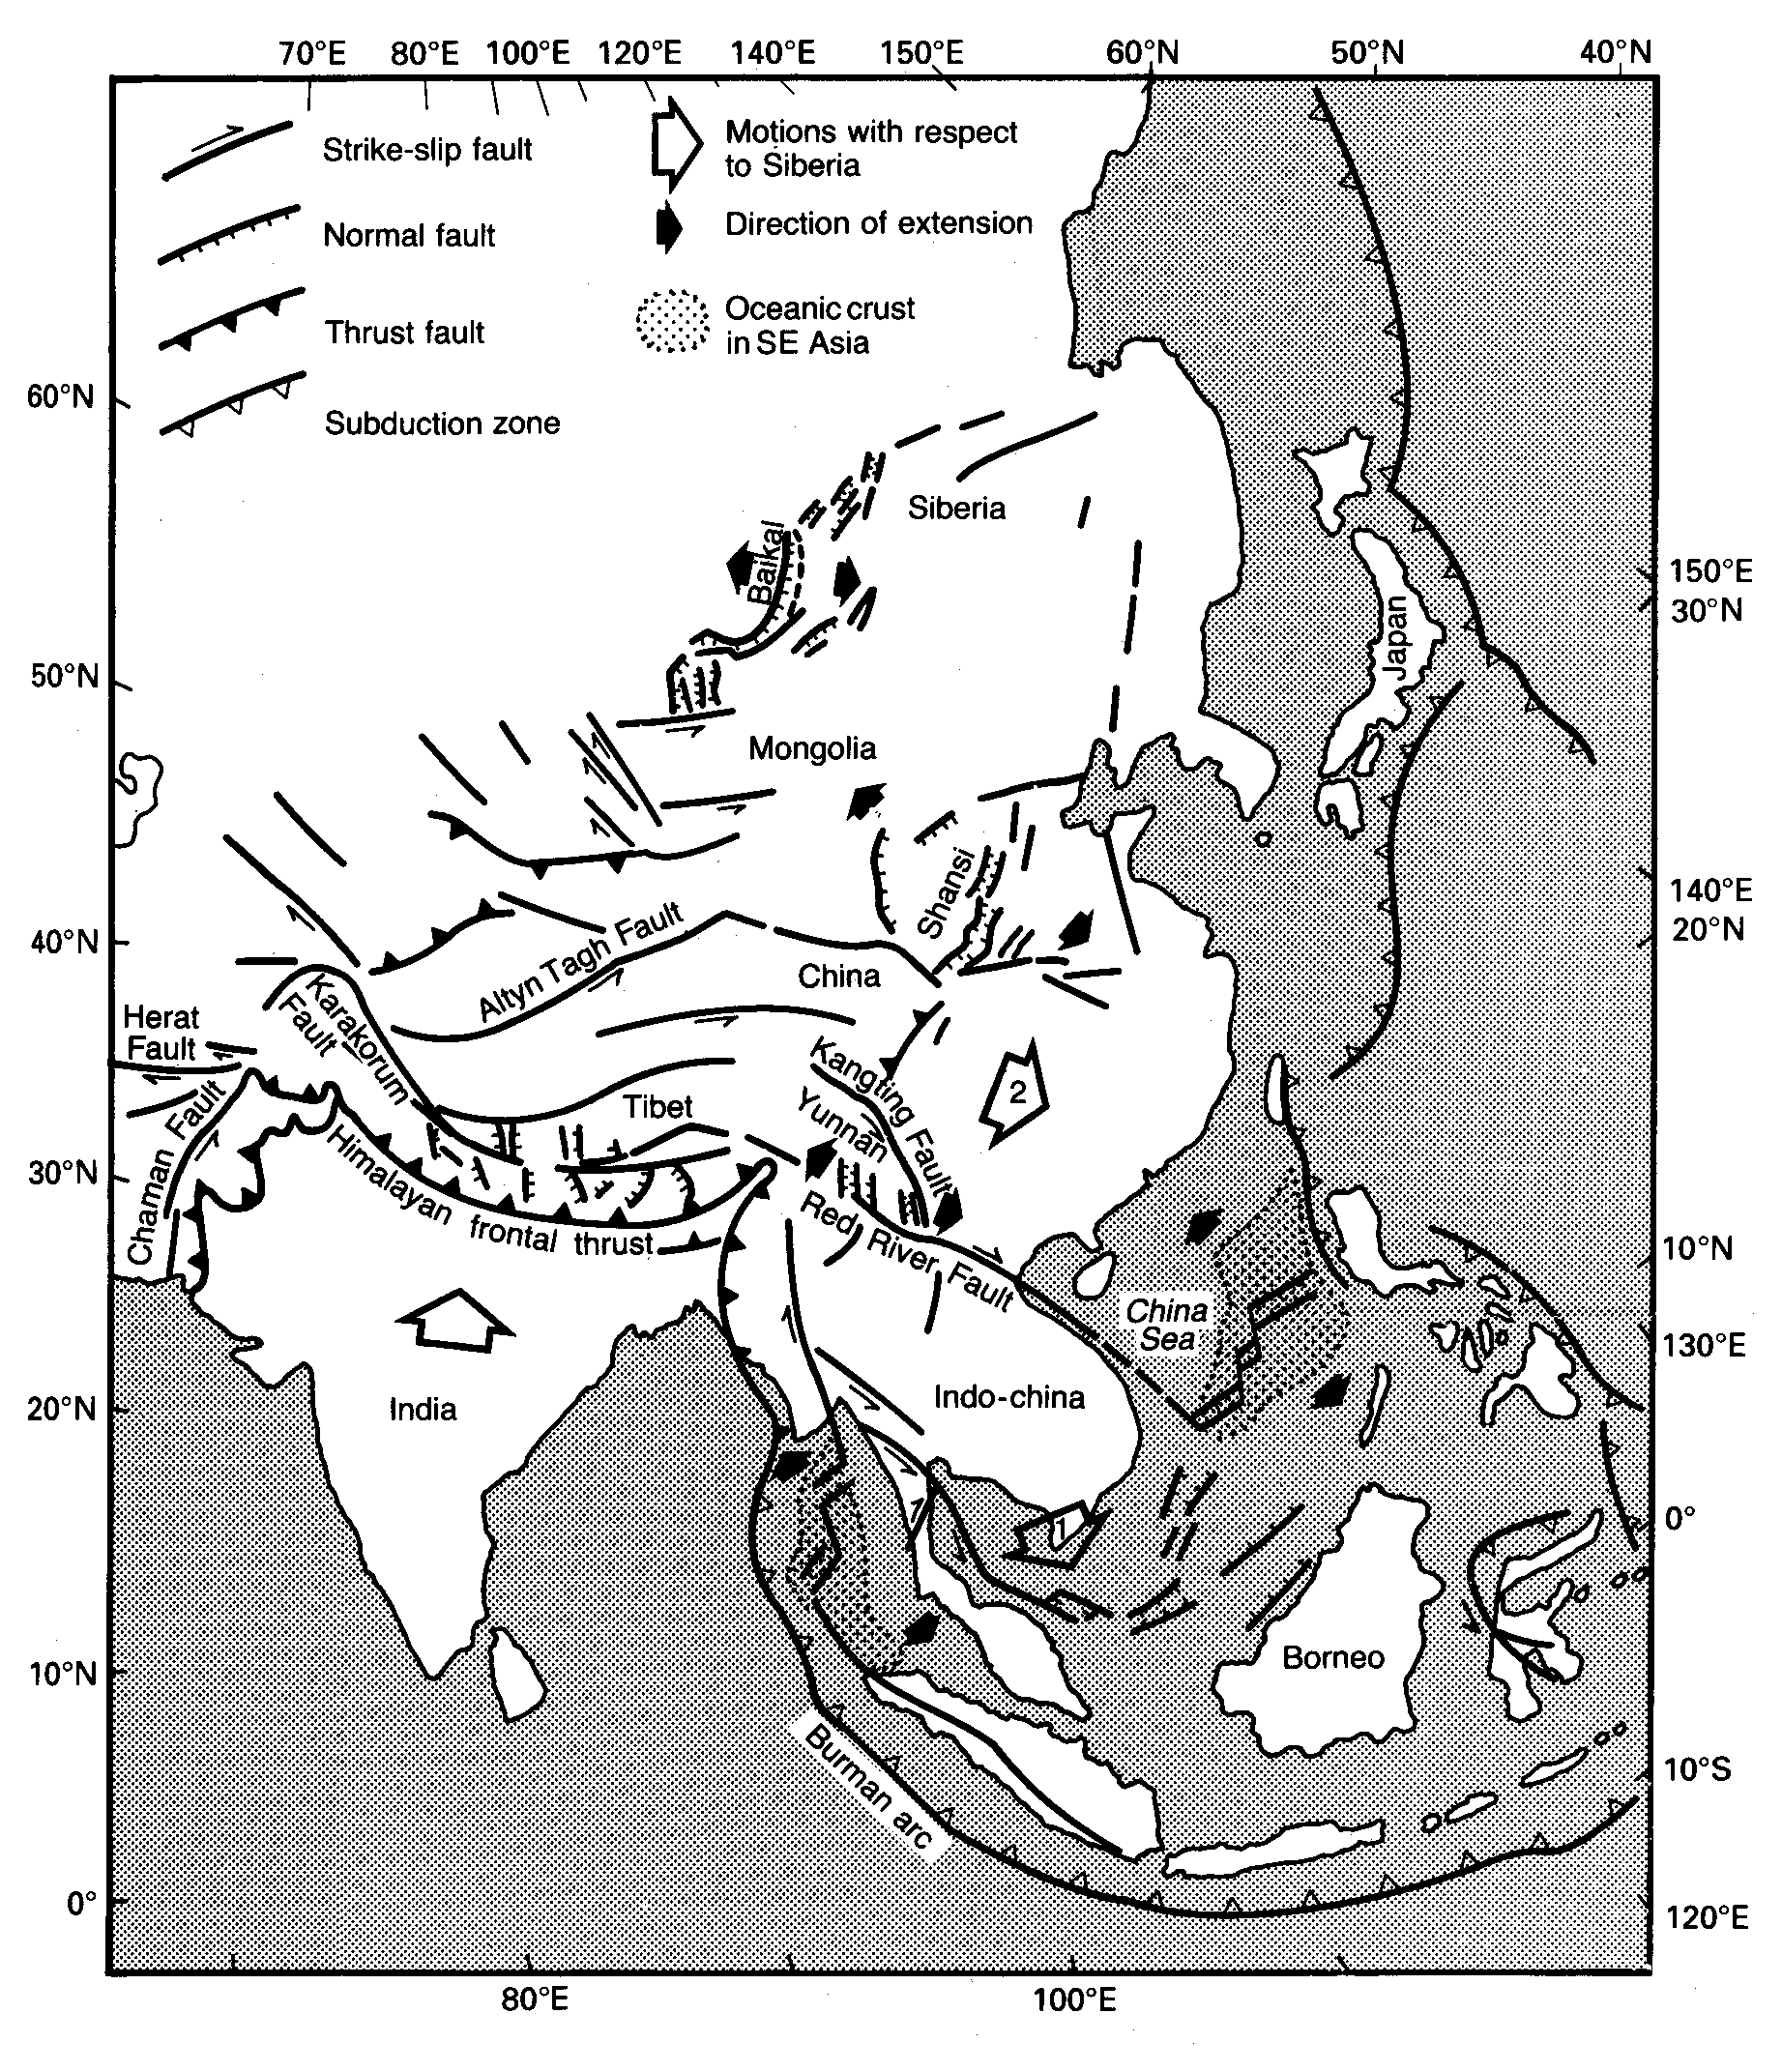 70°E 80°E 100°E 120°E 140°E 150°E 60°N 50°N 40°N
Strike-slip fault
Normal fault
Thrust fault
Subduction zone
Motions with respect
to Siberia
Direction of extension
Oceanic crust
in SE Asia
60°N
50°N
40°N
30°N
20°N
10°N
0°
Siberia
Baikal
Mongolia
Japan
Shansi
Altyn Tagh Fault
China
Karakorum
Fault
Herat
Fault
Chaman Fault
Kangting Fault
Yunnan
2
Tibet
Himalayan frontal thrust
Red River Fault
China
Sea
India
Indo-china
1
Borneo
Burman arc
150°E
30°N
140°E
20°N
10°N
130°E
0°
10°S
120°E
80°E 100°E